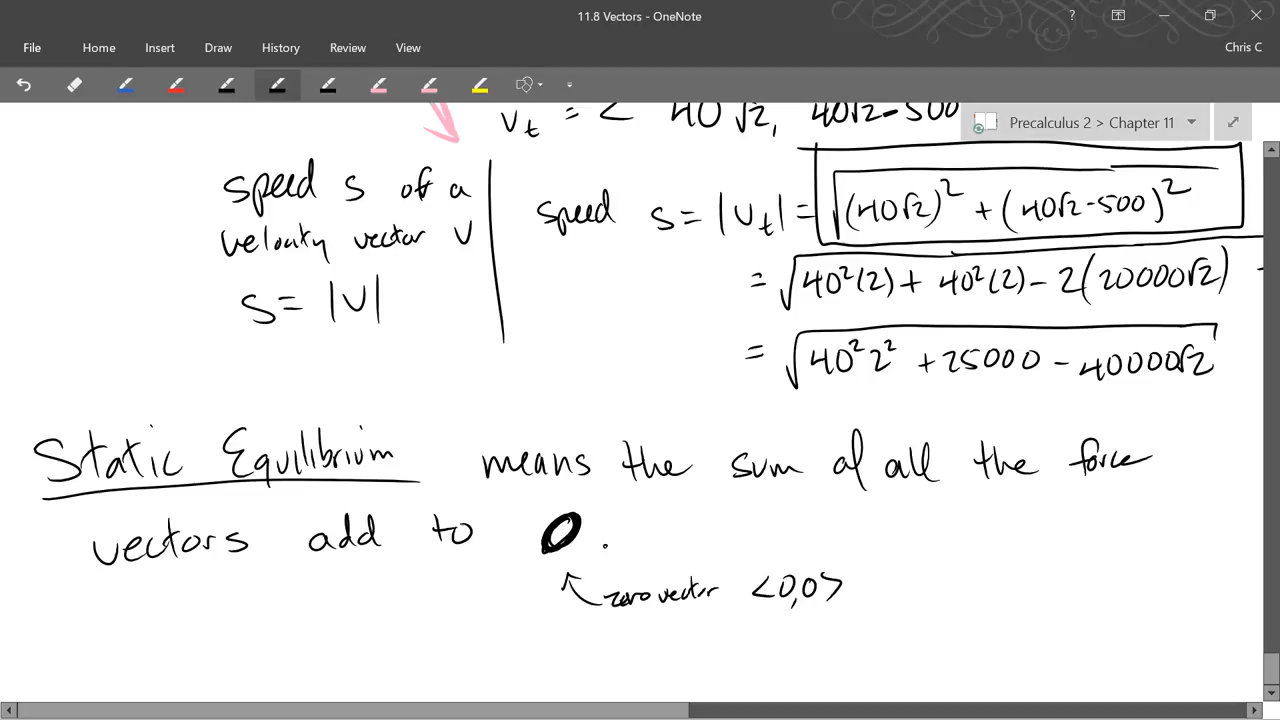 11.8 Vectors - OneNote
File Home Insert Draw History Review View
Chris C
Precalculus 2 > Chapter 11
v_t = < 40√2, 40√2-500
speed s of a
velocity vector v
s = |v|
speed s = |v_t| = √(40√2)² + (40√2-500)²
= √40²(2) + 40²(2) - 2(20000√2)
= √40²2² + 25000 - 40000√2
Static Equilibrium means the sum of all the force
vectors add to 0.
zero vector <0,0>